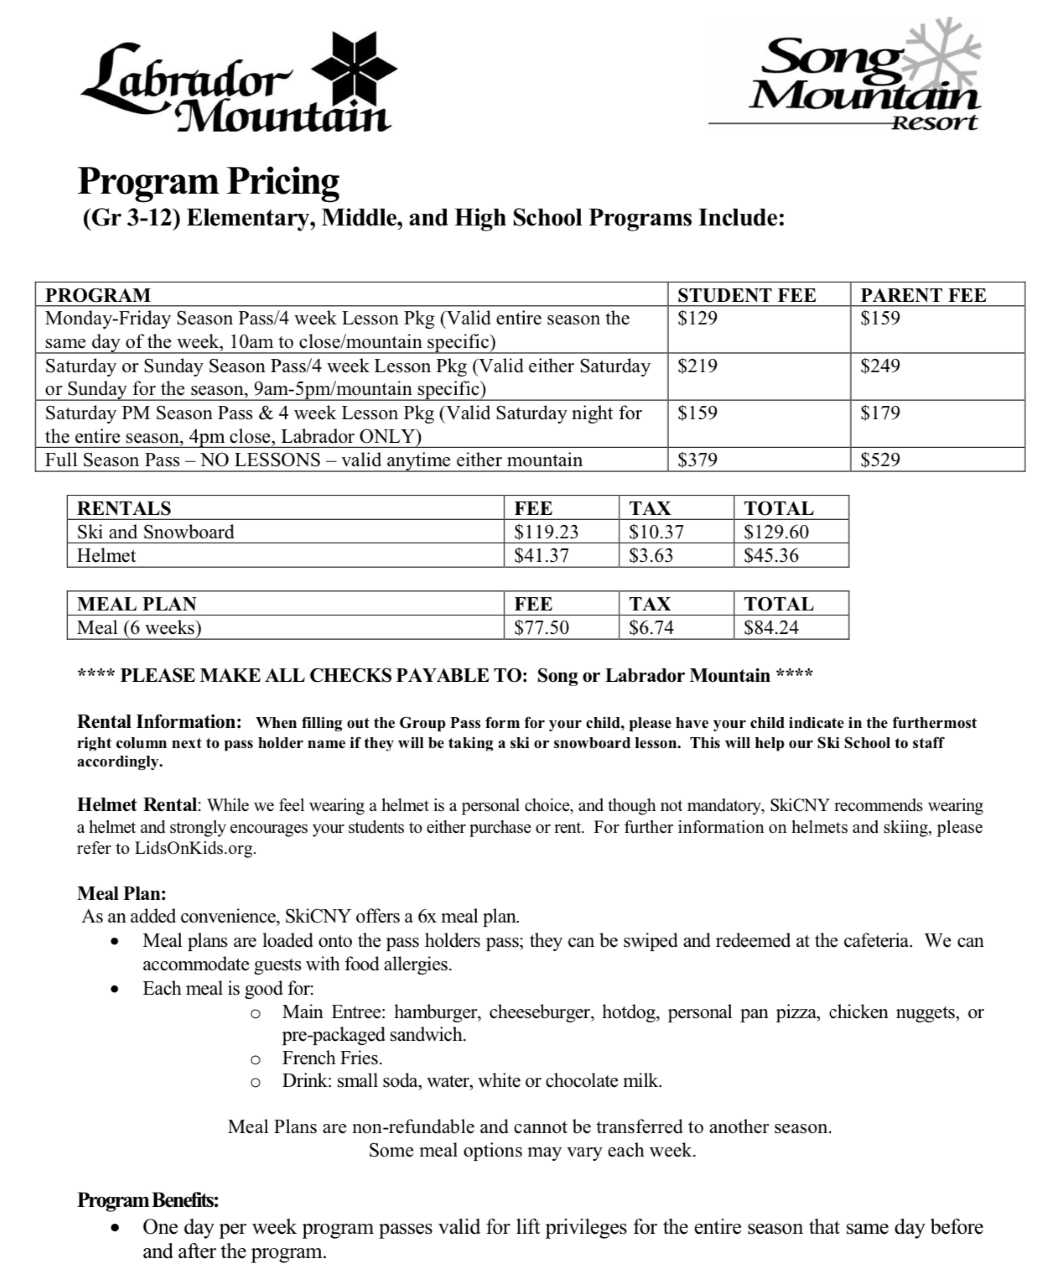 Labrador
Mountain
Song
Mountain
Resort
Program Pricing
(Gr 3-12) Elementary, Middle, and High School Programs Include:
PROGRAM STUDENT FEE PARENT FEE
Monday-Friday Season Pass/4 week Lesson Pkg (Valid entire season the $129 $159
same day of the week, 10am to close/mountain specific)
Saturday or Sunday Season Pass/4 week Lesson Pkg (Valid either Saturday $219 $249
or Sunday for the season, 9am-5pm/mountain specific)
Saturday PM Season Pass & 4 week Lesson Pkg (Valid Saturday night for $159 $179
the entire season, 4pm close, Labrador ONLY)
Full Season Pass – NO LESSONS – valid anytime either mountain $379 $529
RENTALS FEE TAX TOTAL
Ski and Snowboard $119.23 $10.37 $129.60
Helmet $41.37 $3.63 $45.36
MEAL PLAN FEE TAX TOTAL
Meal (6 weeks) $77.50 $6.74 $84.24
**** PLEASE MAKE ALL CHECKS PAYABLE TO: Song or Labrador Mountain ****
Rental Information: When filling out the Group Pass form for your child, please have your child indicate in the furthermost
right column next to pass holder name if they will be taking a ski or snowboard lesson. This will help our Ski School to staff
accordingly.
Helmet Rental: While we feel wearing a helmet is a personal choice, and though not mandatory, SkiCNY recommends wearing
a helmet and strongly encourages your students to either purchase or rent. For further information on helmets and skiing, please
refer to LidsOnKids.org.
Meal Plan:
As an added convenience, SkiCNY offers a 6x meal plan.
• Meal plans are loaded onto the pass holders pass; they can be swiped and redeemed at the cafeteria. We can
accommodate guests with food allergies.
• Each meal is good for:
o Main Entree: hamburger, cheeseburger, hotdog, personal pan pizza, chicken nuggets, or
pre-packaged sandwich.
o French Fries.
o Drink: small soda, water, white or chocolate milk.
Meal Plans are non-refundable and cannot be transferred to another season.
Some meal options may vary each week.
Program Benefits:
• One day per week program passes valid for lift privileges for the entire season that same day before
and after the program.